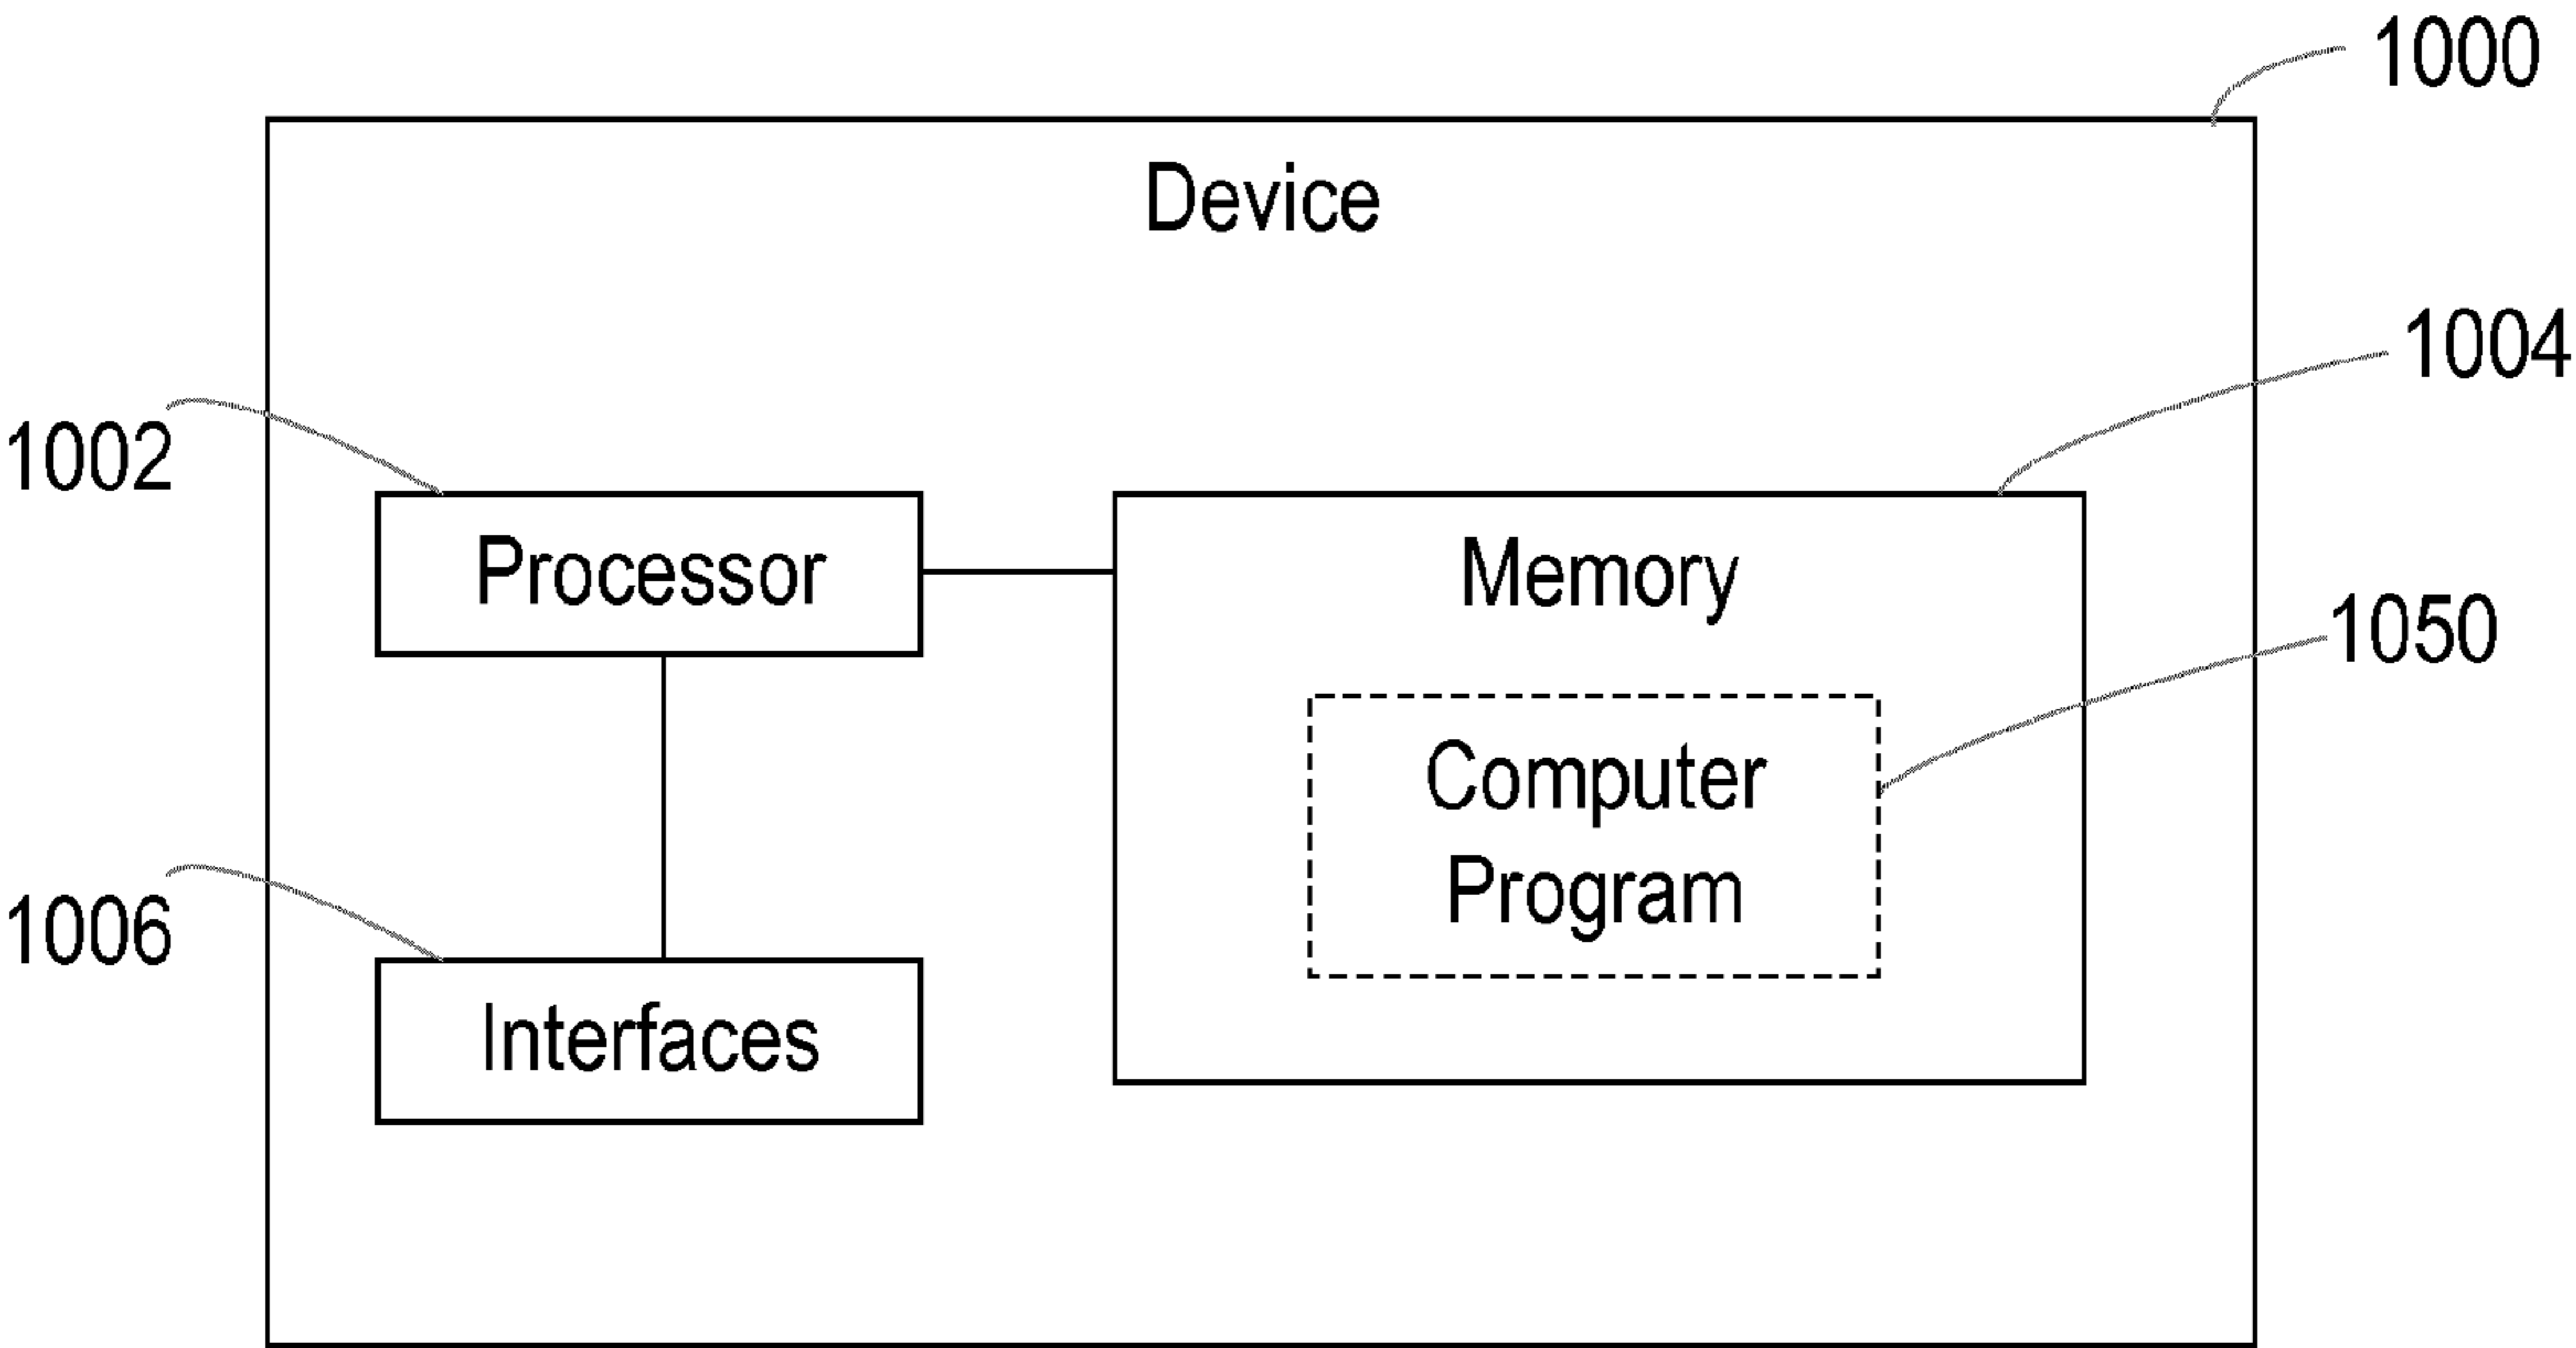 1000
Device
1004
1002
Processor
Memory
1050
Computer
Program
1006
Interfaces